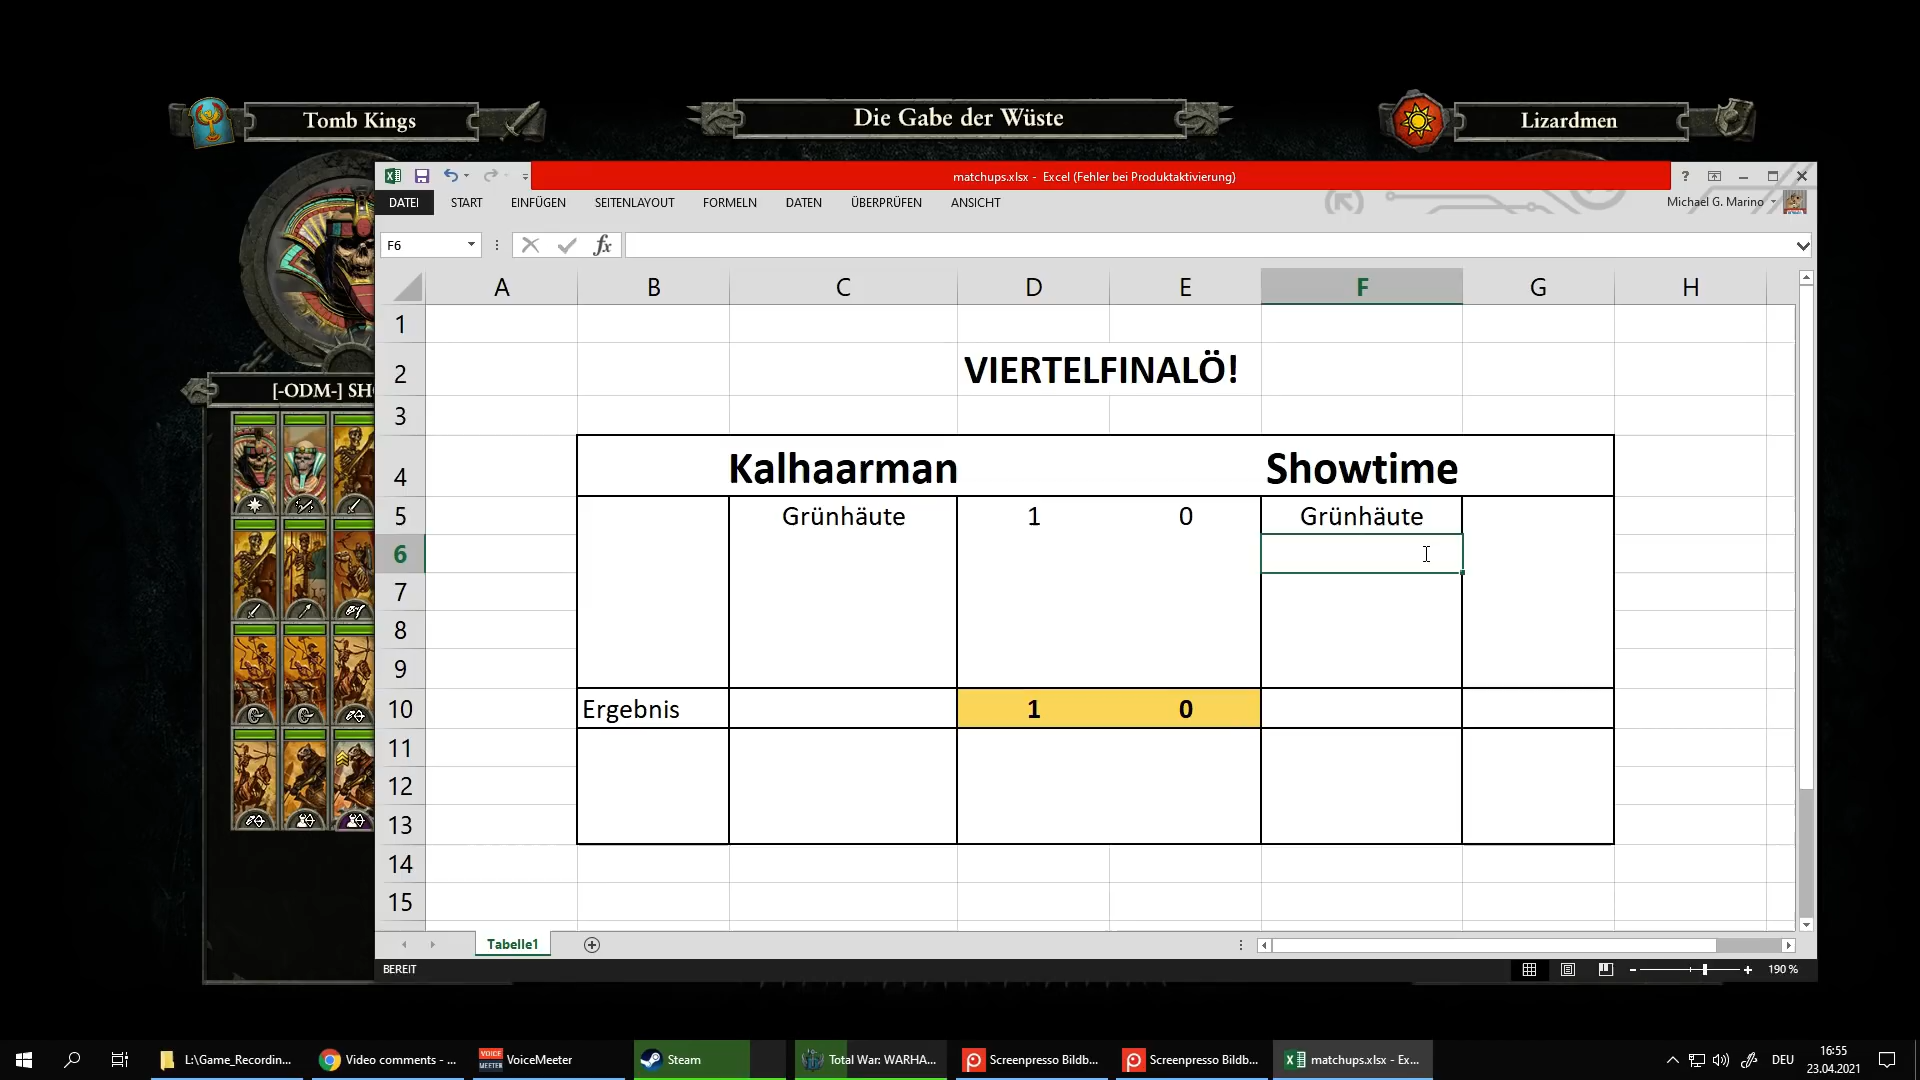 Tomb Kings
Die Gabe der Wüste
Lizardmen
matchups.xlsx - Excel (Fehler bei Produktaktivierung)
?
DATEI START EINFÜGEN SEITENLAYOUT FORMELN DATEN ÜBERPRÜFEN ANSICHT
Michael G. Marino
F6
fx
A B C D E F G H
1
2 VIERTELFINALÖ!
3
[-ODM-] SH
4 Kalhaarman Showtime
5 Grünhäute 1 0 Grünhäute
6
7
8
9
10 Ergebnis 1 0
11
12
13
14
15
Tabelle1
BEREIT
190 %
L:\Game_Recordin...
Video comments - ...
VOICE MEETER
VoiceMeeter
Steam
Total War: WARHA...
Screenpresso Bildb...
Screenpresso Bildb...
matchups.xlsx - Ex...
DEU
16:55
23.04.2021